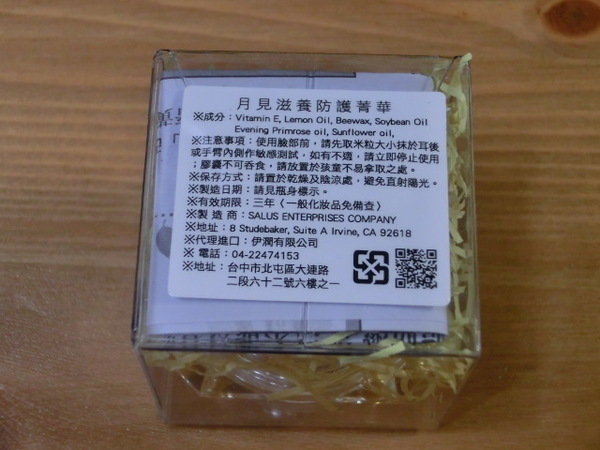 月見滋養防護菁華
※成分：Vitamin E, Lemon Oil, Beewax, Soybean Oil
Evening Primrose oil, Sunflower oil,
※注意事項：使用臉部前，請先取米粒大小抹於耳後
或手臂內側作敏感測試，如有不適，請立即停止使用
；膠囊不可吞食，請放置於孩童不易拿取之處。
※保存方式：請置於乾燥及陰涼處，避免直射陽光。
※製造日期：請見瓶身標示。
※有效期限：三年〈一般化妝品免備查〉
※製 造 商：SALUS ENTERPRISES COMPANY
※地址：8 Studebaker, Suite A Irvine, CA 92618
※代理進口：伊潤有限公司
※ 電話：04-22474153
※地址：台中市北屯區大連路
二段六十二號六樓之一